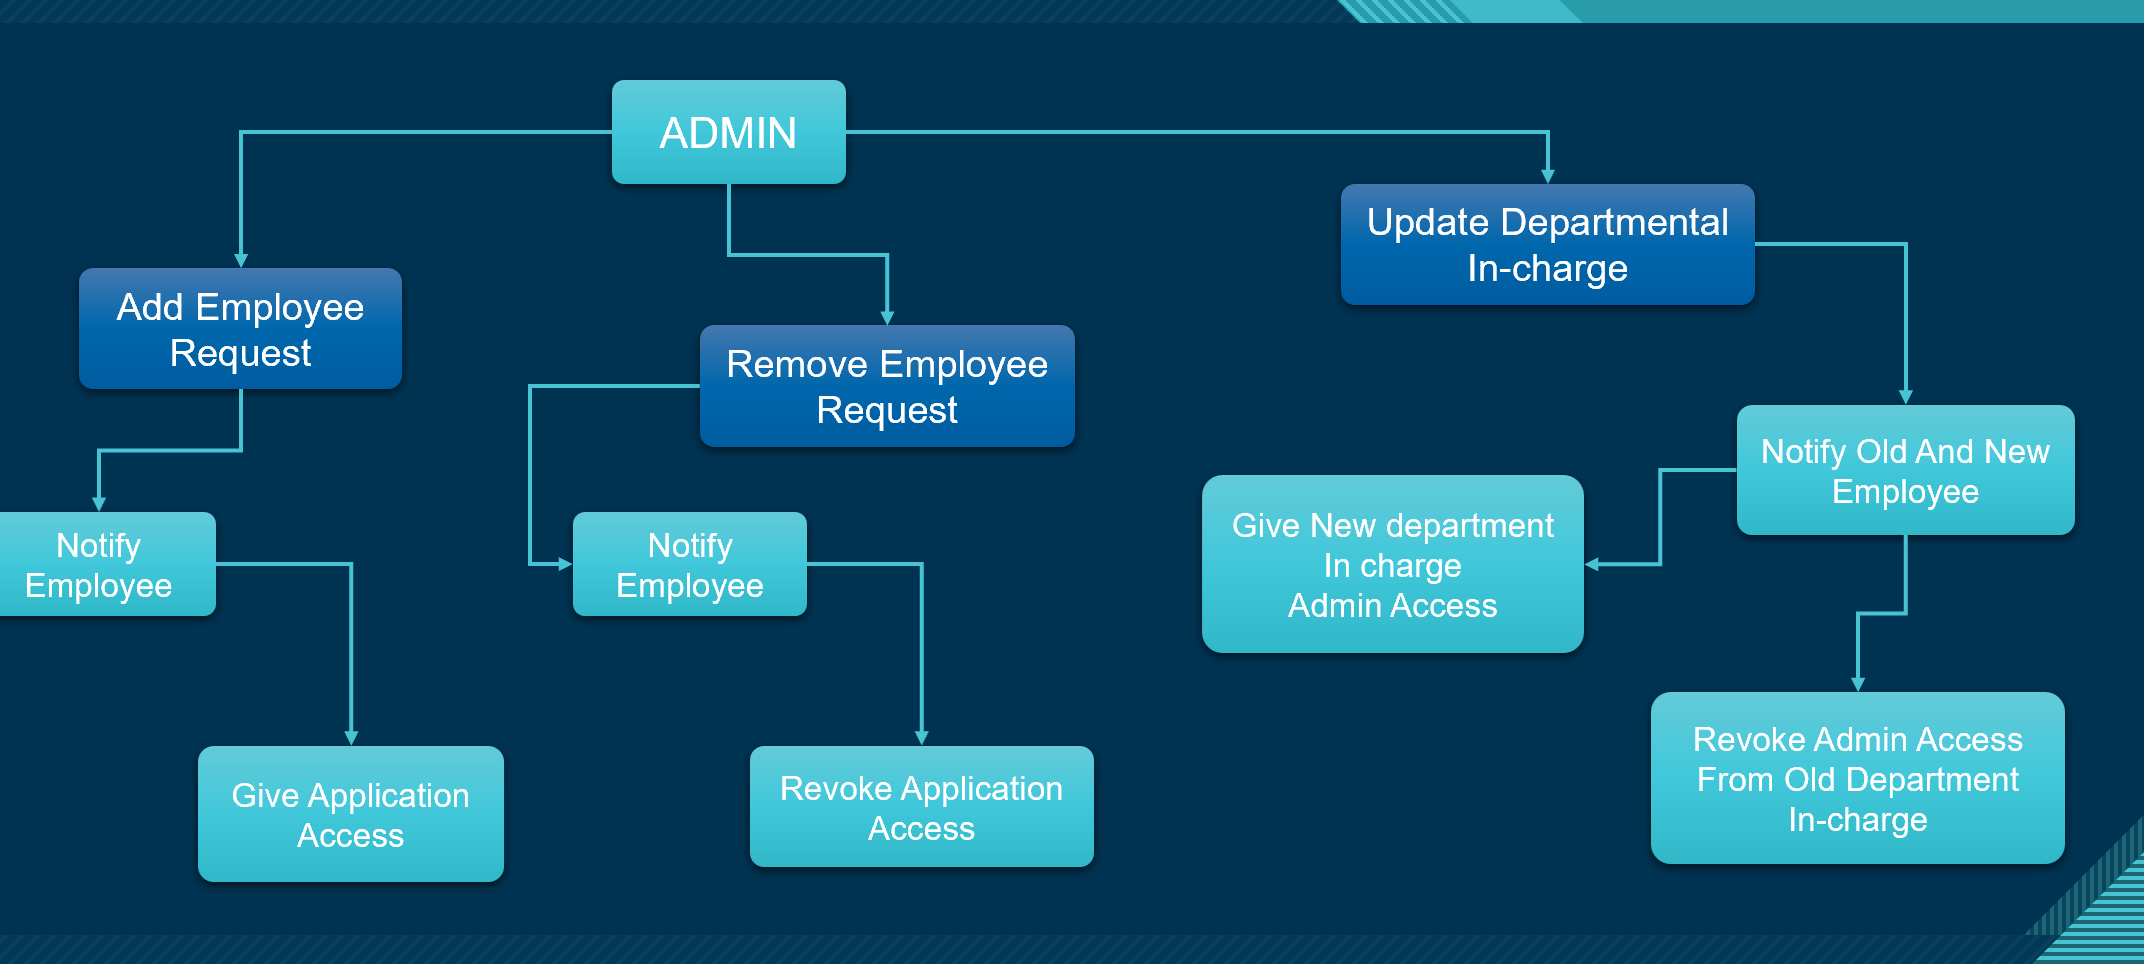 ADMIN
Update Departmental
In-charge
Add Employee
Request
Remove Employee
Request
Notify Old And New
Employee
Give New department
In charge
Admin Access
Notify
Employee
Notify
Employee
Revoke Admin Access
From Old Department
In-charge
Give Application
Access
Revoke Application
Access